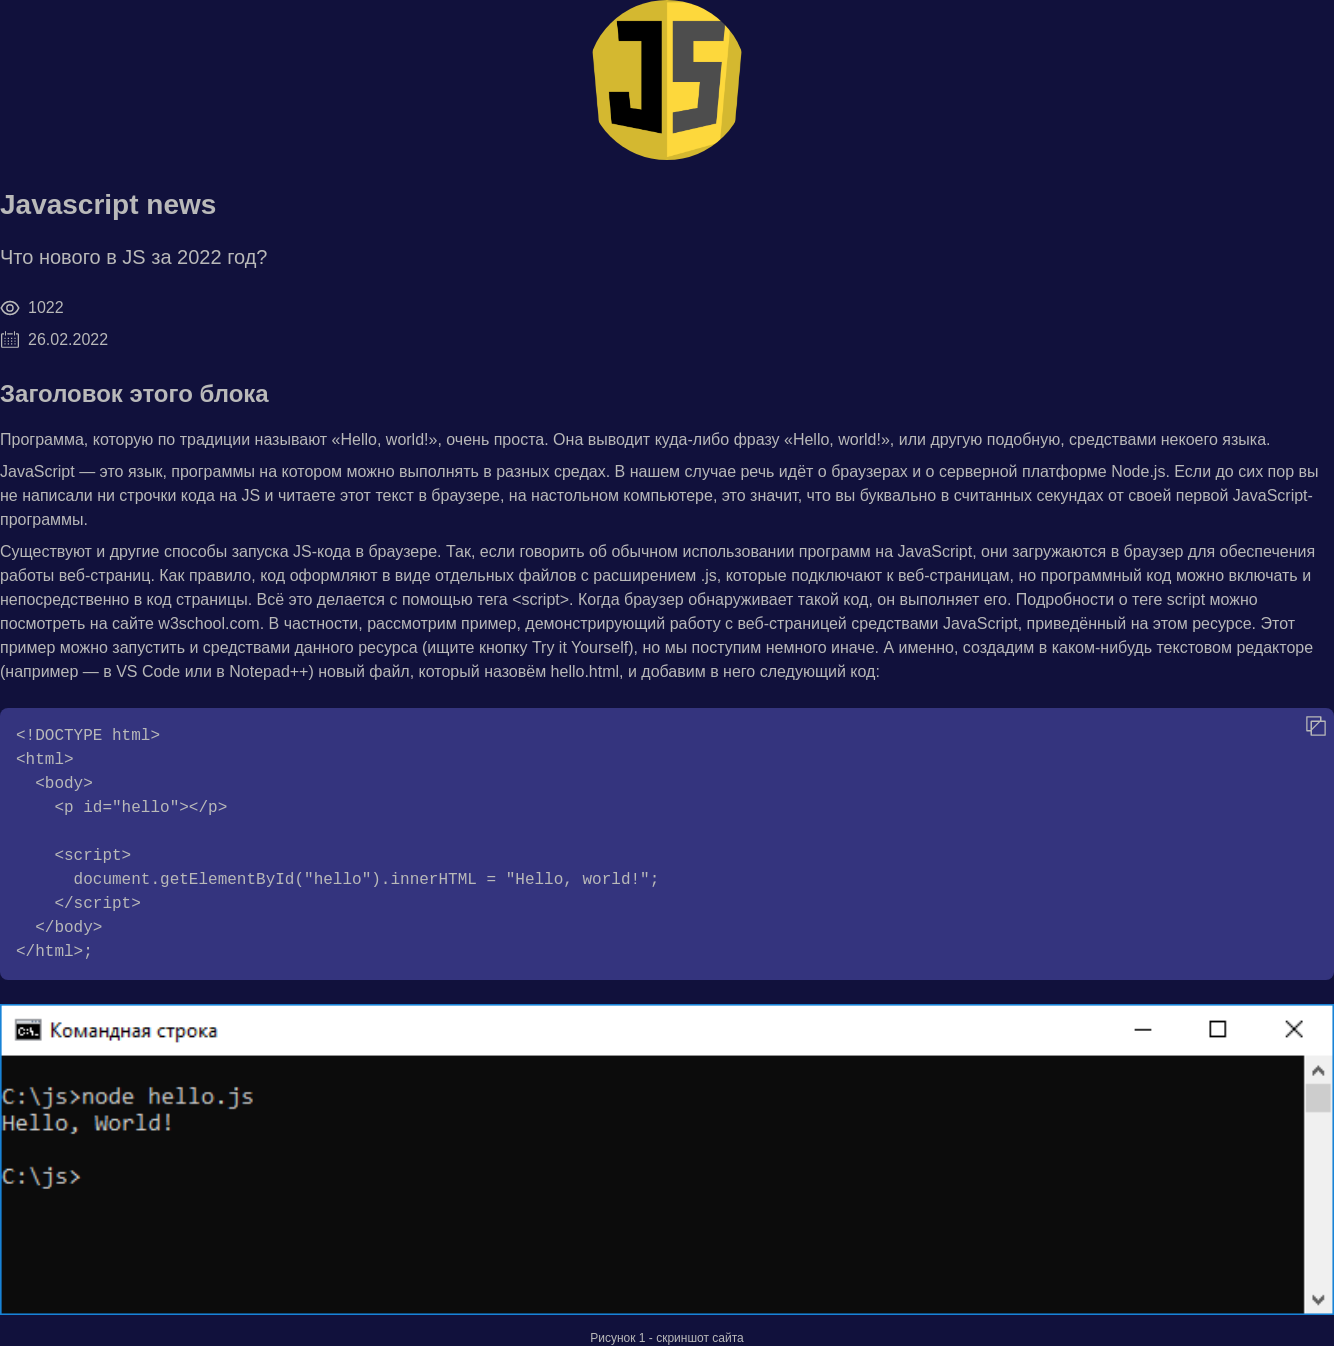 JS
Javascript news
Что нового в JS за 2022 год?
1022
26.02.2022
Заголовок этого блока
Программа, которую по традиции называют «Hello, world!», очень проста. Она выводит куда-либо фразу «Hello, world!», или другую подобную, средствами некоего языка.
JavaScript — это язык, программы на котором можно выполнять в разных средах. В нашем случае речь идёт о браузерах и о серверной платформе Node.js. Если до сих пор вы
не написали ни строчки кода на JS и читаете этот текст в браузере, на настольном компьютере, это значит, что вы буквально в считанных секундах от своей первой JavaScript-
программы.
Существуют и другие способы запуска JS-кода в браузере. Так, если говорить об обычном использовании программ на JavaScript, они загружаются в браузер для обеспечения
работы веб-страниц. Как правило, код оформляют в виде отдельных файлов с расширением .js, которые подключают к веб-страницам, но программный код можно включать и
непосредственно в код страницы. Всё это делается с помощью тега <script>. Когда браузер обнаруживает такой код, он выполняет его. Подробности о теге script можно
посмотреть на сайте w3school.com. В частности, рассмотрим пример, демонстрирующий работу с веб-страницей средствами JavaScript, приведённый на этом ресурсе. Этот
пример можно запустить и средствами данного ресурса (ищите кнопку Try it Yourself), но мы поступим немного иначе. А именно, создадим в каком-нибудь текстовом редакторе
(например — в VS Code или в Notepad++) новый файл, который назовём hello.html, и добавим в него следующий код:
<!DOCTYPE html>
<html>
  <body>
    <p id="hello"></p>
    <script>
      document.getElementById("hello").innerHTML = "Hello, world!";
    </script>
  </body>
</html>;
C:\. Командная строка
C:\js>node hello.js
Hello, World!
C:\js>
Рисунок 1 - скриншот сайта